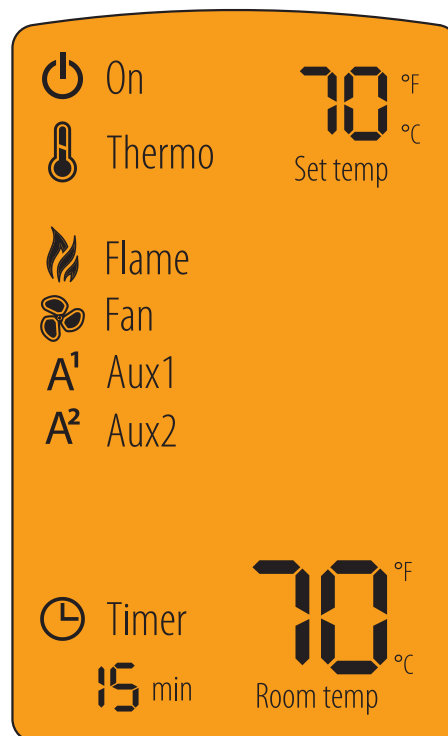 On 70 °F
°C
Thermo Set temp
Flame
Fan
A¹ Aux1
A² Aux2
70 °F
Timer °C
15 min Room temp